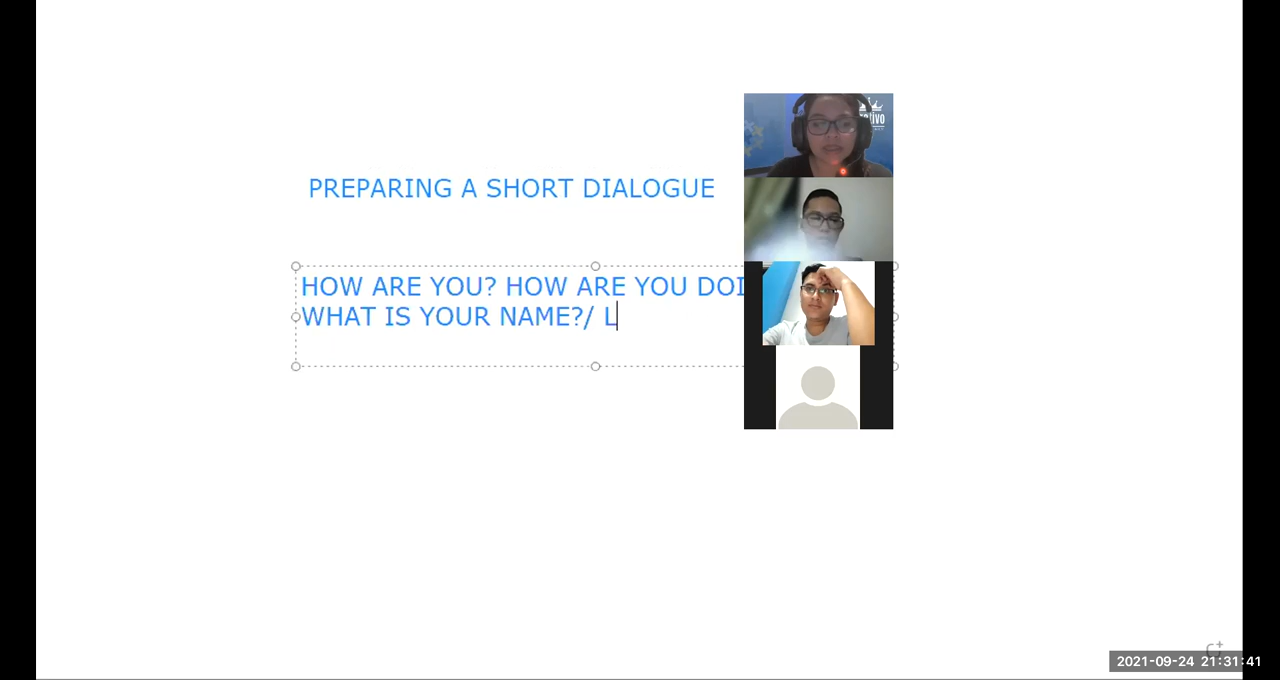 PREPARING A SHORT DIALOGUE
HOW ARE YOU? HOW ARE YOU
WHAT IS YOUR NAME?/ L
2021-09-24 21:31:41